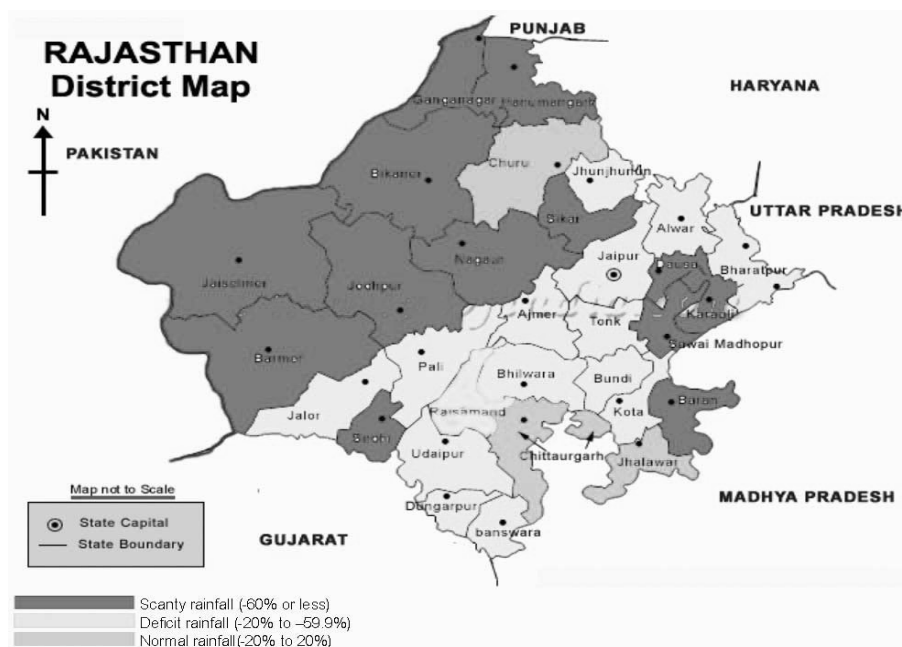 RAJASTHAN
District Map
N
PUNJAB
HARYANA
PAKISTAN
UTTAR PRADESH
Ganganagar
Hanumangarh
Churu
Bikaner
Jhunjhunun
Sikar
Alwar
Nagaur
Jaipur
Dausa
Bharatpur
Jaiselmer
Jodhpur
Ajmer
Tonk
Karaoli
Sawai Madhopur
Barmer
Pali
Bhilwara
Bundi
Jalor
Rajsamand
Kota
Baran
Sirohi
Udaipur
Chittaurgarh
Jhalawar
Dungarpur
banswara
MADHYA PRADESH
GUJARAT
Map not to Scale
State Capital
State Boundary
Scanty rainfall (-60% or less)
Deficit rainfall (-20% to –59.9%)
Normal rainfall(-20% to 20%)